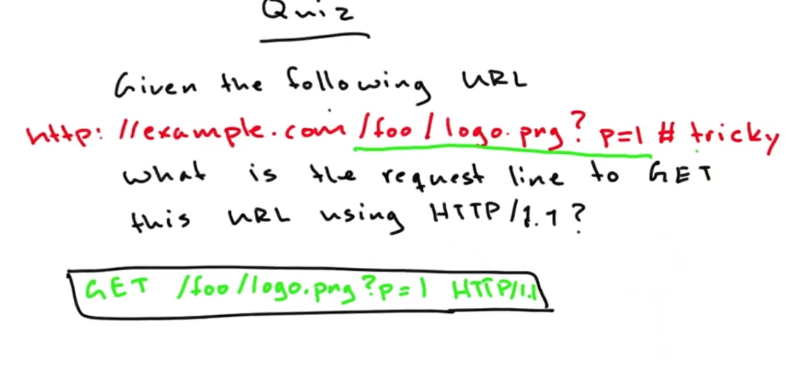 Quiz
Given the following URL
http://example.com/foo/logo.png?p=1#tricky
what is the request line to GET
this URL using HTTP/1.1?
GET /foo/logo.png?p=1 HTTP/1.1